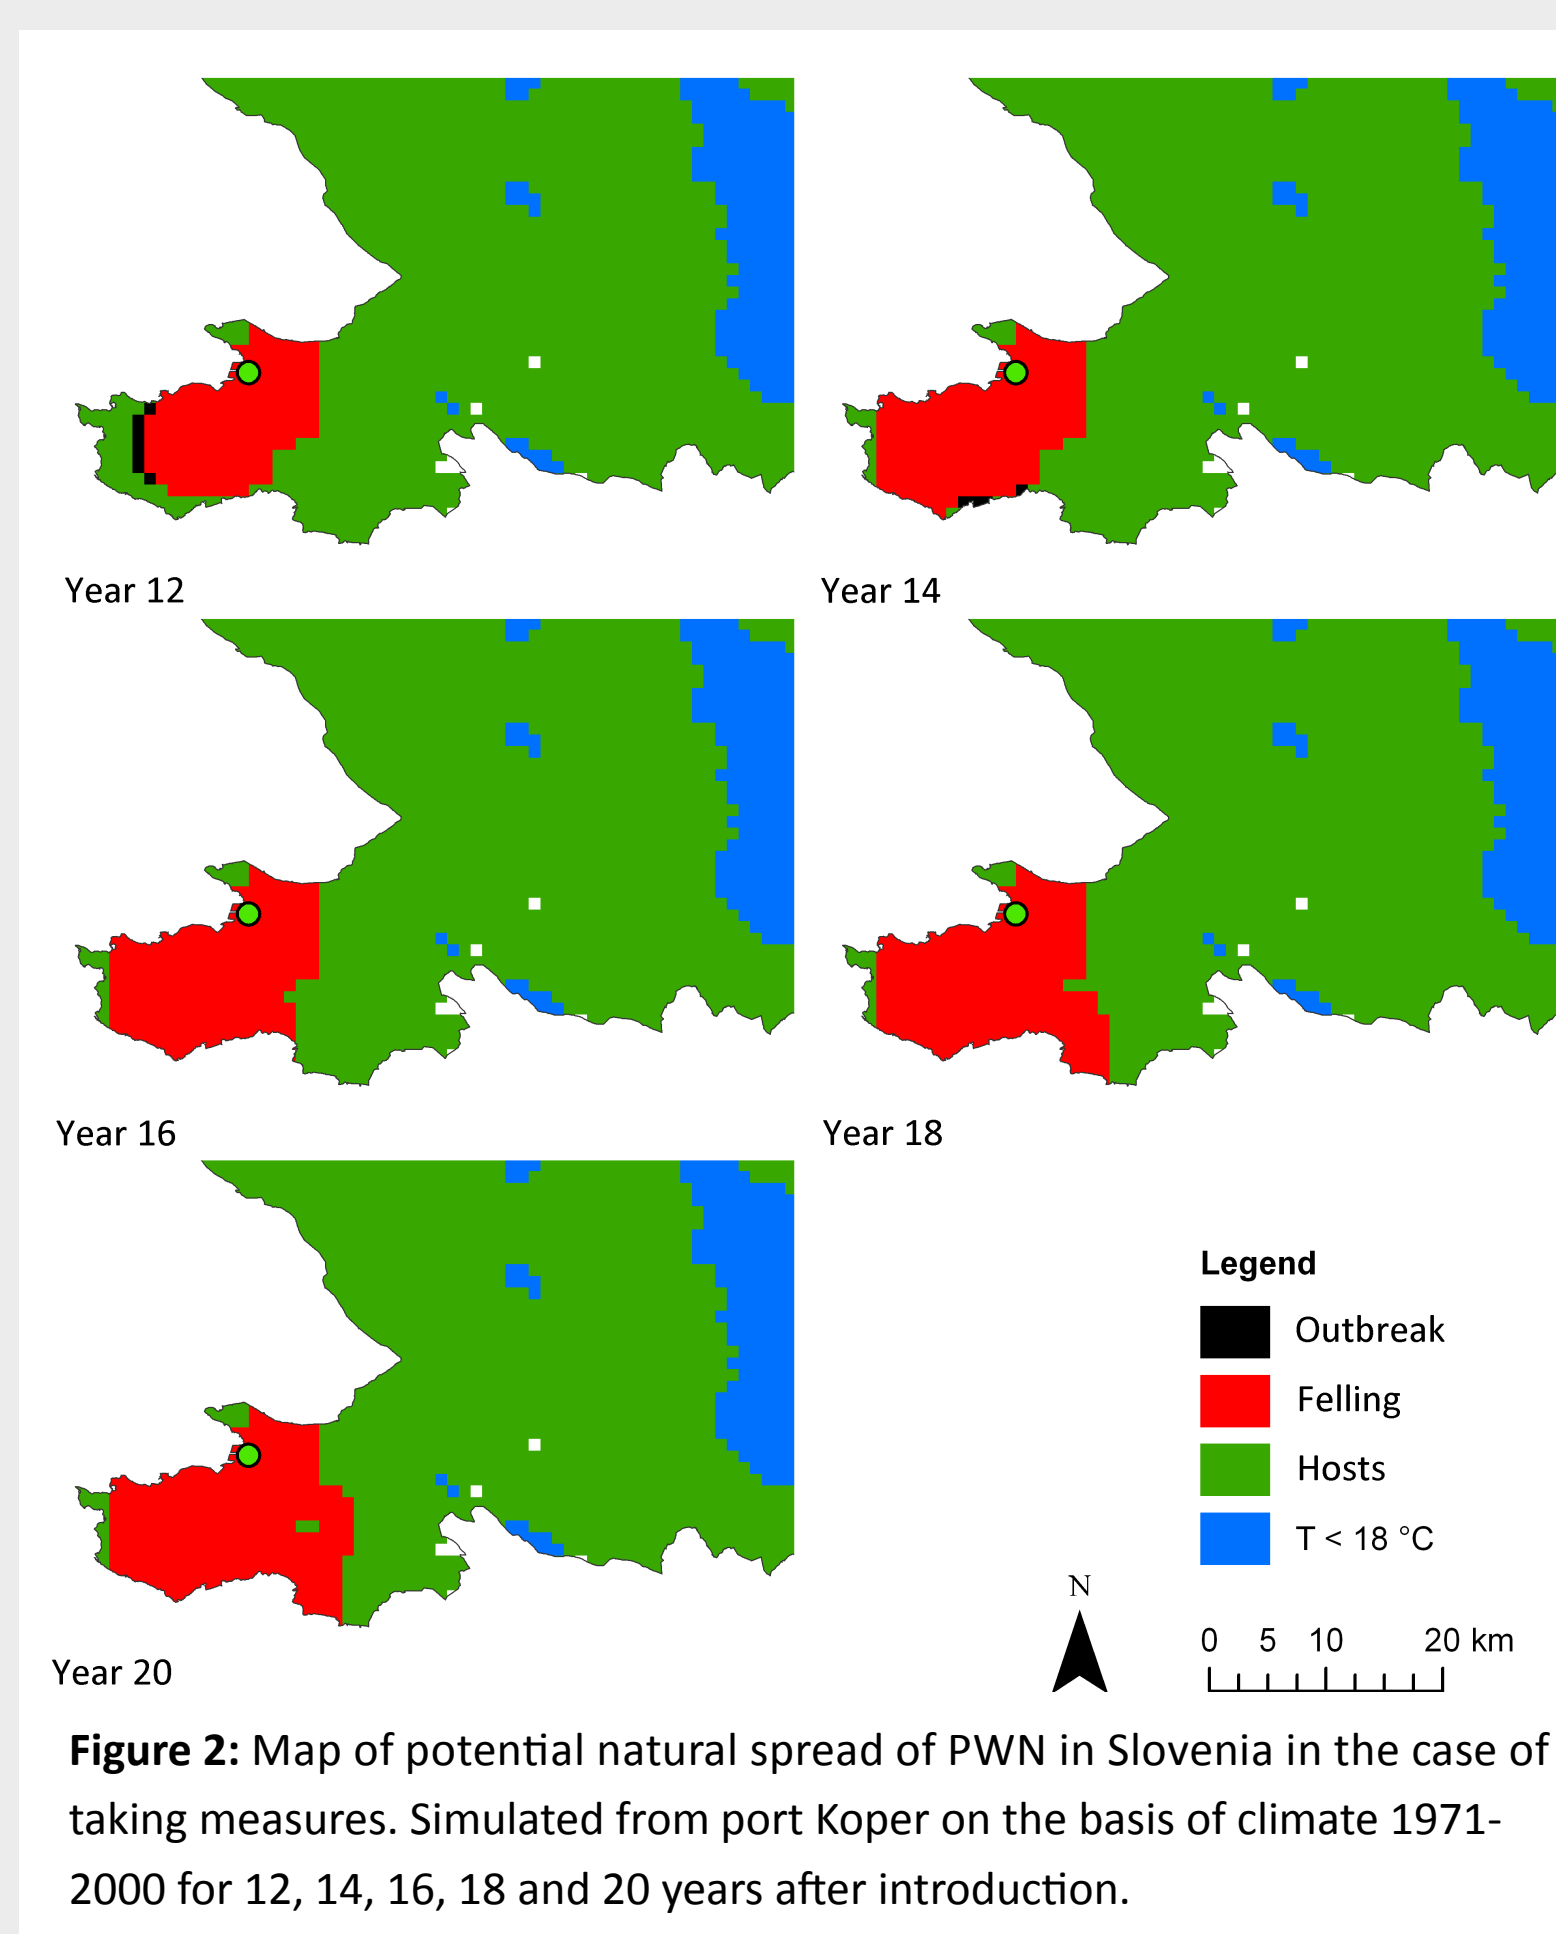 Year 12
Year 14
Year 16
Year 18
Year 20
Legend
Outbreak
Felling
Hosts
T < 18 °C
N
0 5 10 20 km
Figure 2: Map of potential natural spread of PWN in Slovenia in the case of
taking measures. Simulated from port Koper on the basis of climate 1971-
2000 for 12, 14, 16, 18 and 20 years after introduction.